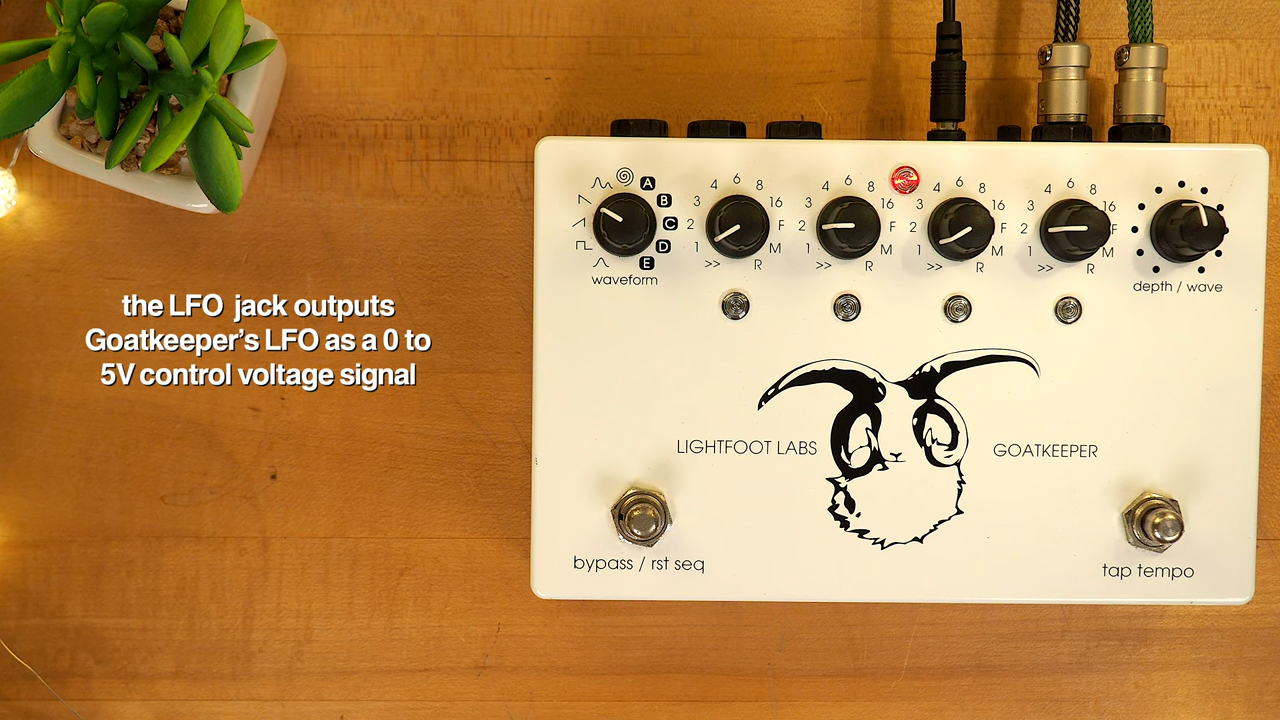 the LFO jack outputs
Goatkeeper's LFO as a 0 to
5V control voltage signal
A
B
C
D
E
waveform
>> 1 2 3 4 6 8 16 F M R
>> 1 2 3 4 6 8 16 F M R
>> 1 2 3 4 6 8 16 F M R
>> 1 2 3 4 6 8 16 F M R
depth / wave
LIGHTFOOT LABS
GOATKEEPER
bypass / rst seq
tap tempo